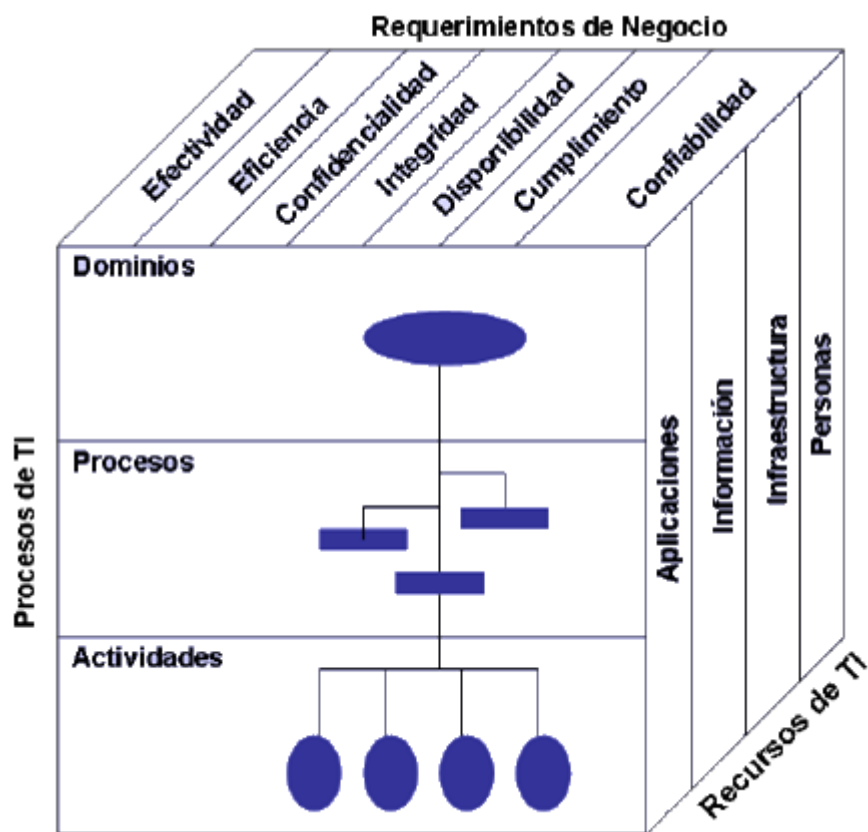 Requerimientos de Negocio
Efectividad
Eficiencia
Confidencialidad
Integridad
Disponibilidad
Cumplimiento
Confiabilidad
Procesos de TI
Dominios
Procesos
Actividades
Aplicaciones
Información
Infraestructura
Personas
Recursos de TI